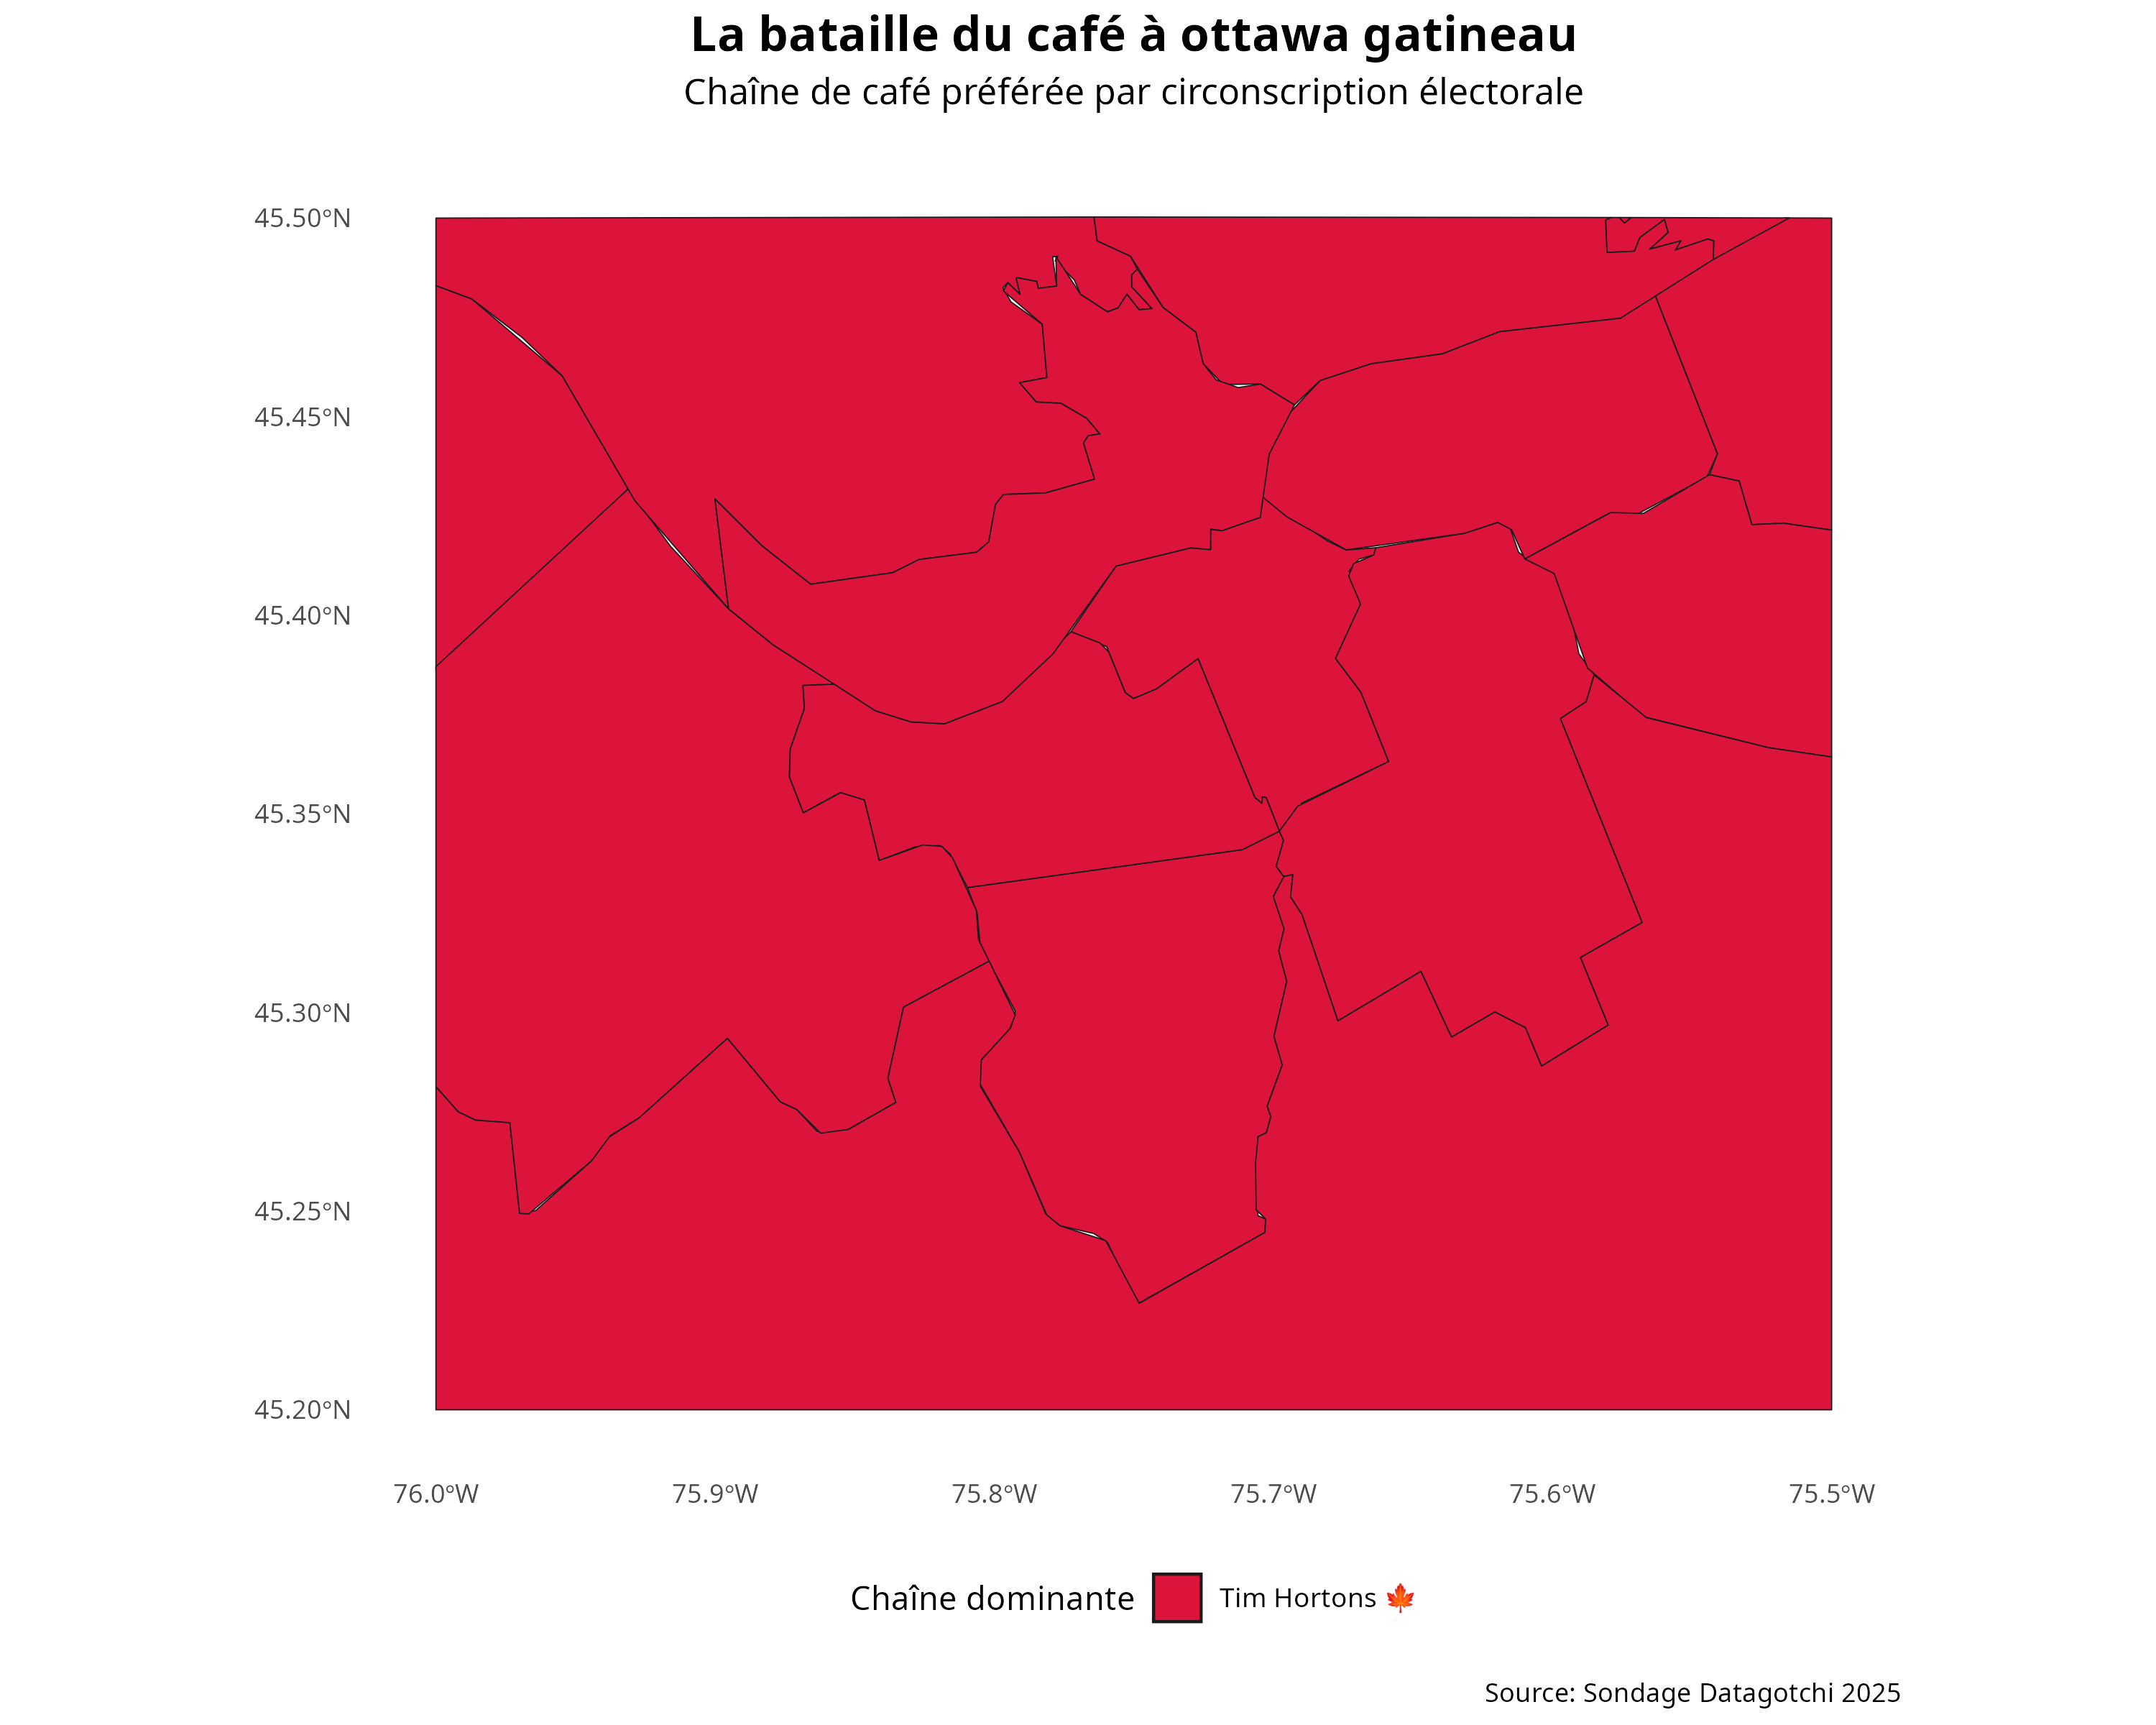 La bataille du café à ottawa gatineau
Chaîne de café préférée par circonscription électorale
45.50°N
45.45°N
45.40°N
45.35°N
45.30°N
45.25°N
45.20°N
76.0°W 75.9°W 75.8°W 75.7°W 75.6°W 75.5°W
Chaîne dominante Tim Hortons 🍁
Source: Sondage Datagotchi 2025